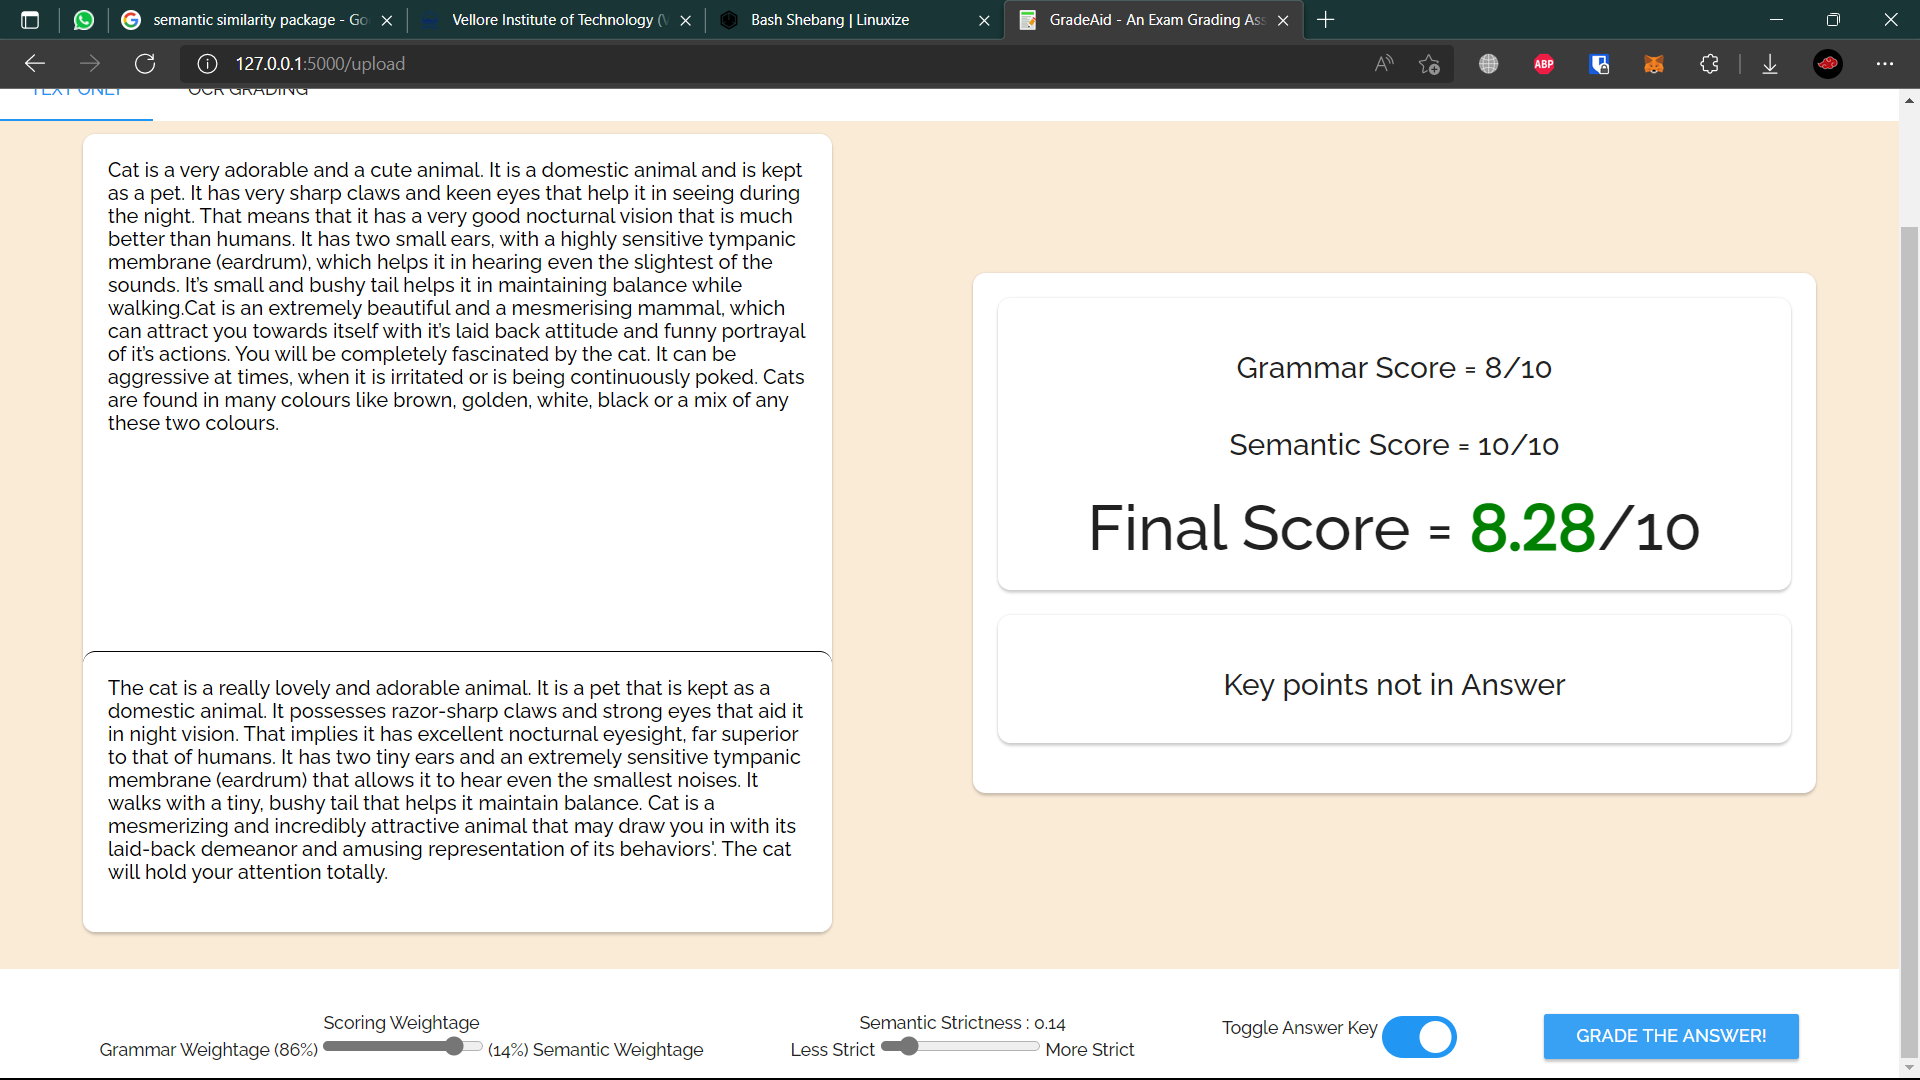 semantic similarity package - Go
Vellore Institute of Technology (V
Bash Shebang | Linuxize
GradeAid - An Exam Grading Ass
127.0.0.1:5000/upload
ABP
TEXT ONLY
OCR GRADING
Cat is a very adorable and a cute animal. It is a domestic animal and is kept
as a pet. It has very sharp claws and keen eyes that help it in seeing during
the night. That means that it has a very good nocturnal vision that is much
better than humans. It has two small ears, with a highly sensitive tympanic
membrane (eardrum), which helps it in hearing even the slightest of the
sounds. It's small and bushy tail helps it in maintaining balance while
walking.Cat is an extremely beautiful and a mesmerising mammal, which
can attract you towards itself with it's laid back attitude and funny portrayal
of it's actions. You will be completely fascinated by the cat. It can be
aggressive at times, when it is irritated or is being continuously poked. Cats
are found in many colours like brown, golden, white, black or a mix of any
these two colours.
The cat is a really lovely and adorable animal. It is a pet that is kept as a
domestic animal. It possesses razor-sharp claws and strong eyes that aid it
in night vision. That implies it has excellent nocturnal eyesight, far superior
to that of humans. It has two tiny ears and an extremely sensitive tympanic
membrane (eardrum) that allows it to hear even the smallest noises. It
walks with a tiny, bushy tail that helps it maintain balance. Cat is a
mesmerizing and incredibly attractive animal that may draw you in with its
laid-back demeanor and amusing representation of its behaviors'. The cat
will hold your attention totally.
Grammar Score = 8/10
Semantic Score = 10/10
Final Score = 8.28/10
Key points not in Answer
Scoring Weightage
Grammar Weightage (86%) (14%) Semantic Weightage
Semantic Strictness : 0.14
Less Strict More Strict
Toggle Answer Key
GRADE THE ANSWER!